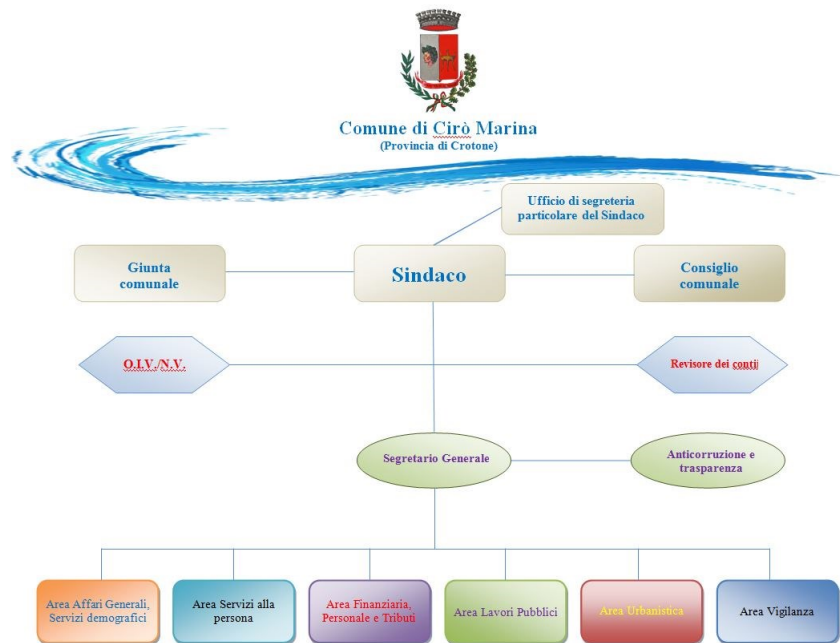 Comune di Cirò Marina
(Provincia di Crotone)
Ufficio di segreteria
particolare del Sindaco
Giunta
comunale
Sindaco
Consiglio
comunale
O.I.V./N.V.
Revisore dei conti
Segretario Generale
Anticorruzione e
trasparenza
Area Affari Generali,
Servizi demografici
Area Servizi alla
persona
Area Finanziaria,
Personale e Tributi
Area Lavori Pubblici
Area Urbanistica
Area Vigilanza